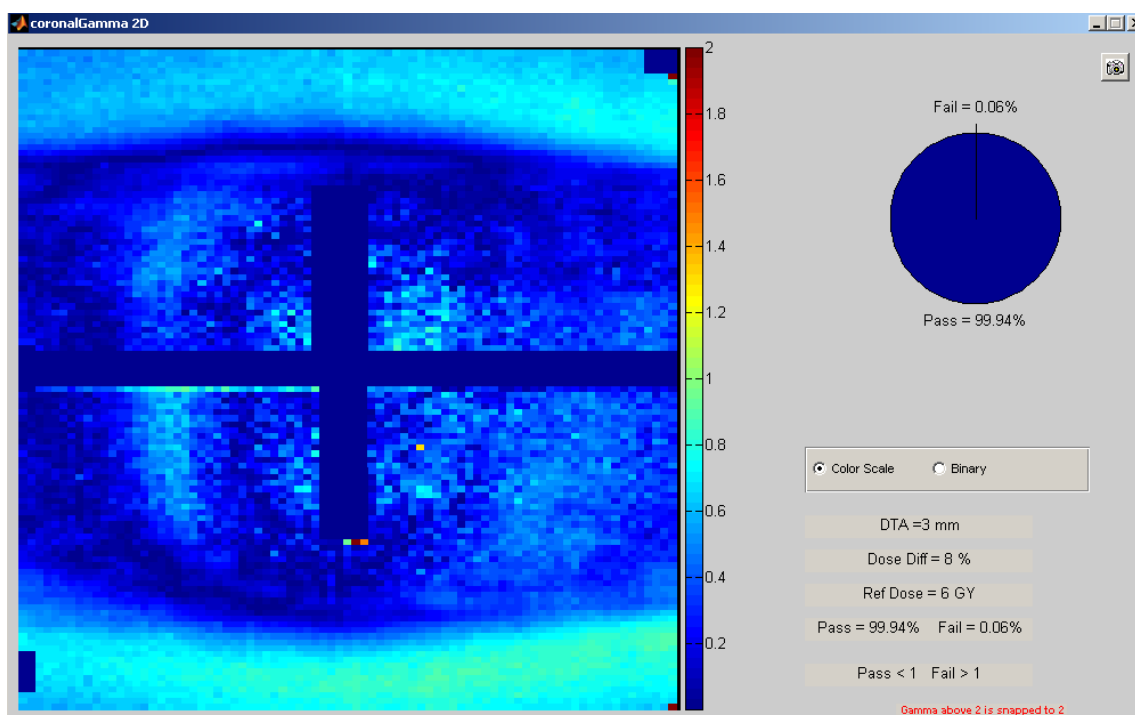 coronalGamma 2D
2
1.8
1.6
1.4
1.2
1
0.8
0.6
0.4
0.2
Fail = 0.06%
Pass = 99.94%
Color Scale Binary
DTA =3 mm
Dose Diff = 8 %
Ref Dose = 6 GY
Pass = 99.94% Fail = 0.06%
Pass < 1 Fail > 1
Gamma above 2 is snapped to 2